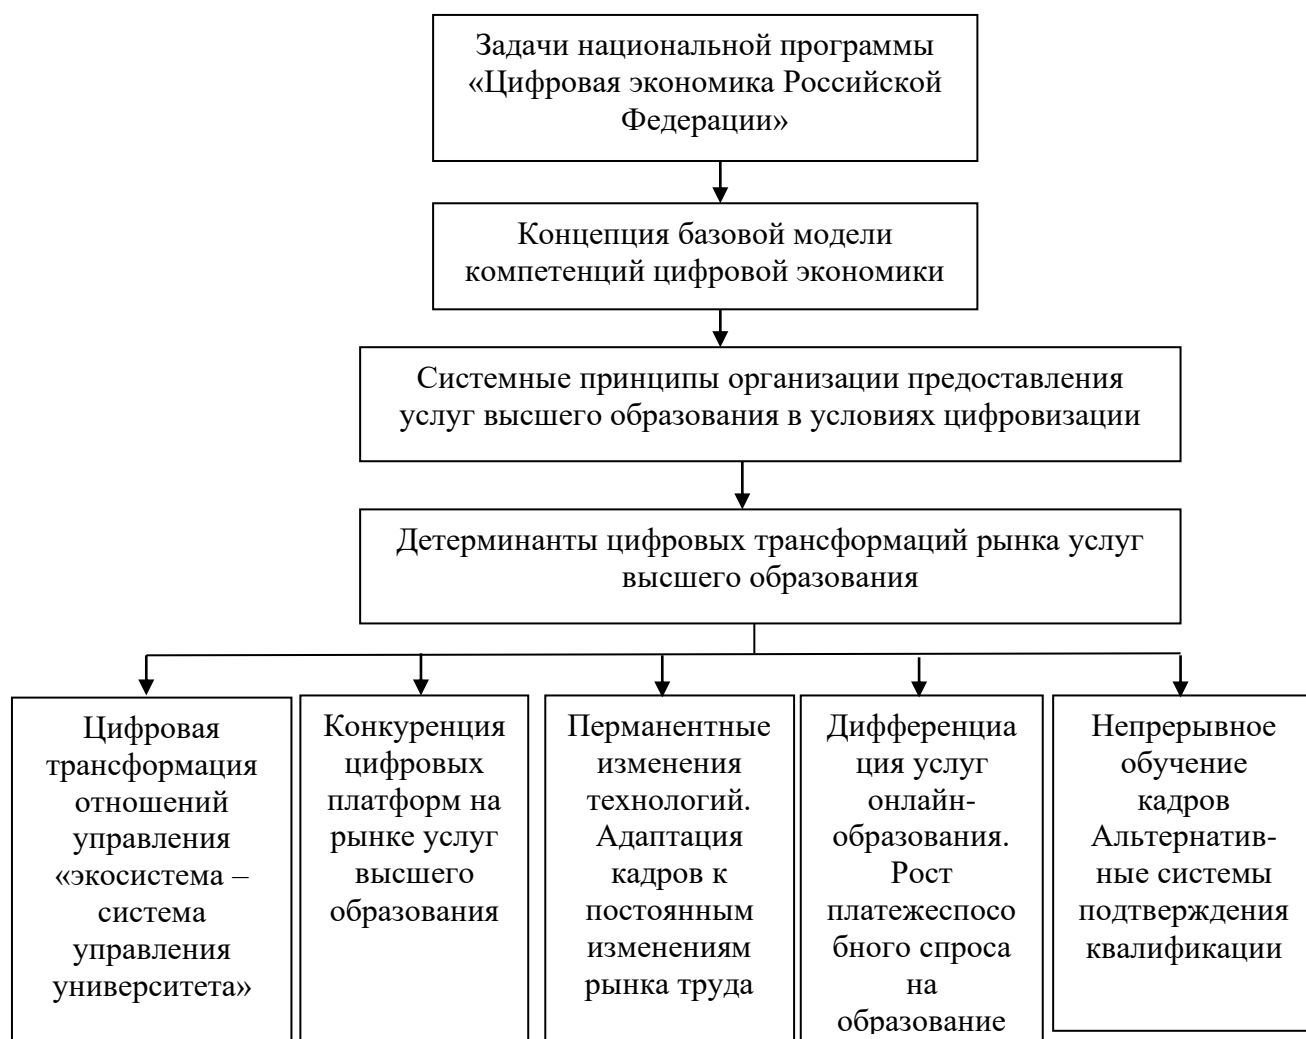 Задачи национальной программы
«Цифровая экономика Российской
Федерации»
Концепция базовой модели
компетенций цифровой экономики
Системные принципы организации предоставления
услуг высшего образования в условиях цифровизации
Детерминанты цифровых трансформаций рынка услуг
высшего образования
Цифровая
трансформация
отношений
управления
«экосистема –
система
управления
университета»
Конкуренция
цифровых
платформ на
рынке услуг
высшего
образования
Перманентные
изменения
технологий.
Адаптация
кадров к
постоянным
изменениям
рынка труда
Дифференциа
ция услуг
онлайн-
образования.
Рост
платежеспосо
бного спроса
на
образование
Непрерывное
обучение
кадров
Альтернатив-
ные системы
подтверждения
квалификации